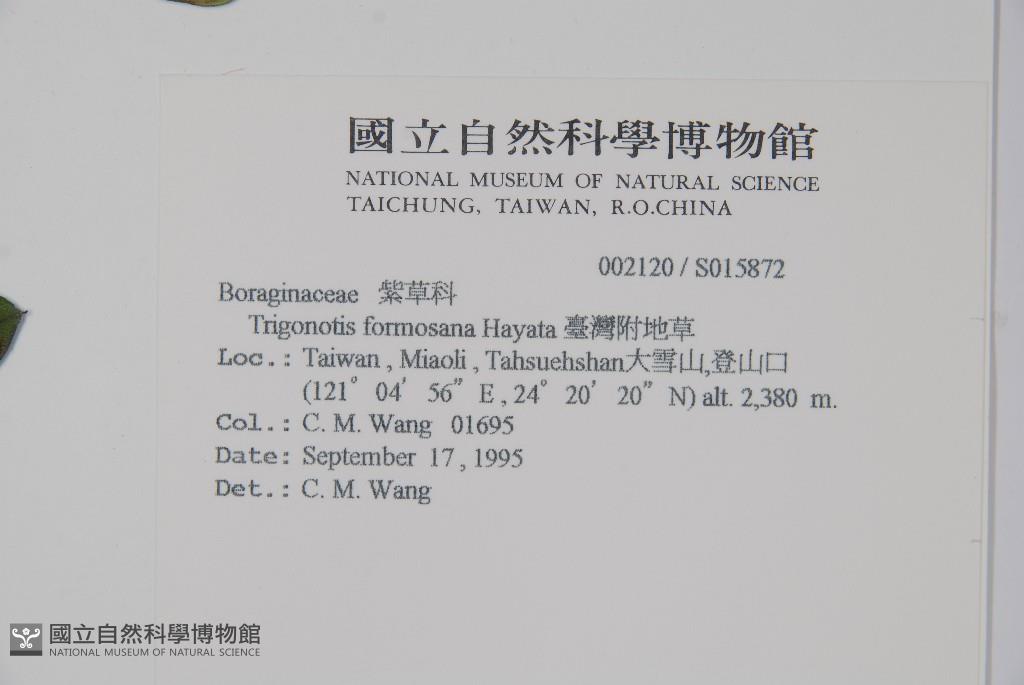 國立自然科學博物館
NATIONAL MUSEUM OF NATURAL SCIENCE
TAICHUNG, TAIWAN, R.O.CHINA
002120 / S015872
Boraginaceae 紫草科
Trigonotis formosana Hayata 臺灣附地草
Loc.: Taiwan , Miaoli , Tahsuehshan大雪山,登山口
(121° 04' 56" E , 24° 20' 20" N) alt. 2,380 m.
Col.: C. M. Wang 01695
Date: September 17 , 1995
Det.: C. M. Wang
國立自然科學博物館
NATIONAL MUSEUM OF NATURAL SCIENCE